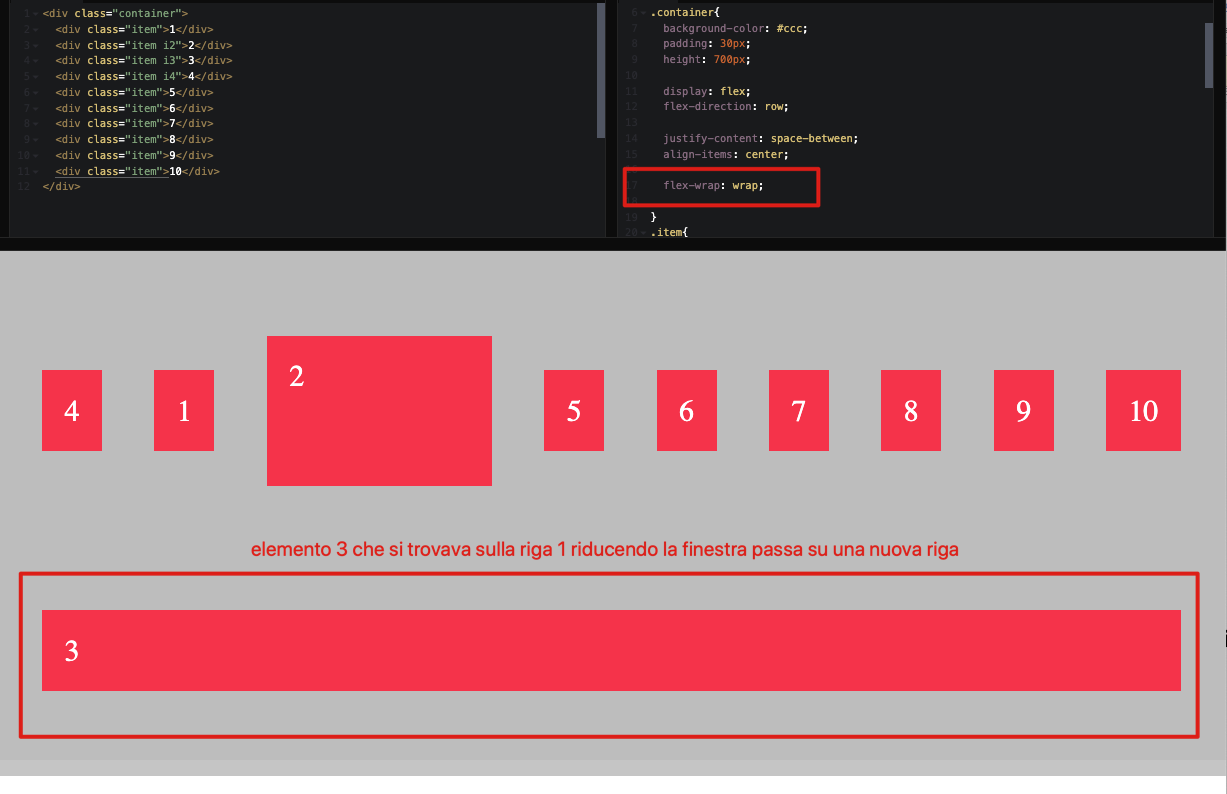 1 <div class="container">
2 <div class="item">1</div>
3 <div class="item i2">2</div>
4 <div class="item i3">3</div>
5 <div class="item i4">4</div>
6 <div class="item">5</div>
7 <div class="item">6</div>
8 <div class="item">7</div>
9 <div class="item">8</div>
10 <div class="item">9</div>
11 <div class="item">10</div>
12 </div>
6 .container{
7 background-color: #ccc;
8 padding: 30px;
9 height: 700px;
10
11 display: flex;
12 flex-direction: row;
13
14 justify-content: space-between;
15 align-items: center;
17 flex-wrap: wrap;
18
19 }
20 .item{
4 1 2 5 6 7 8 9 10
elemento 3 che si trovava sulla riga 1 riducendo la finestra passa su una nuova riga
3